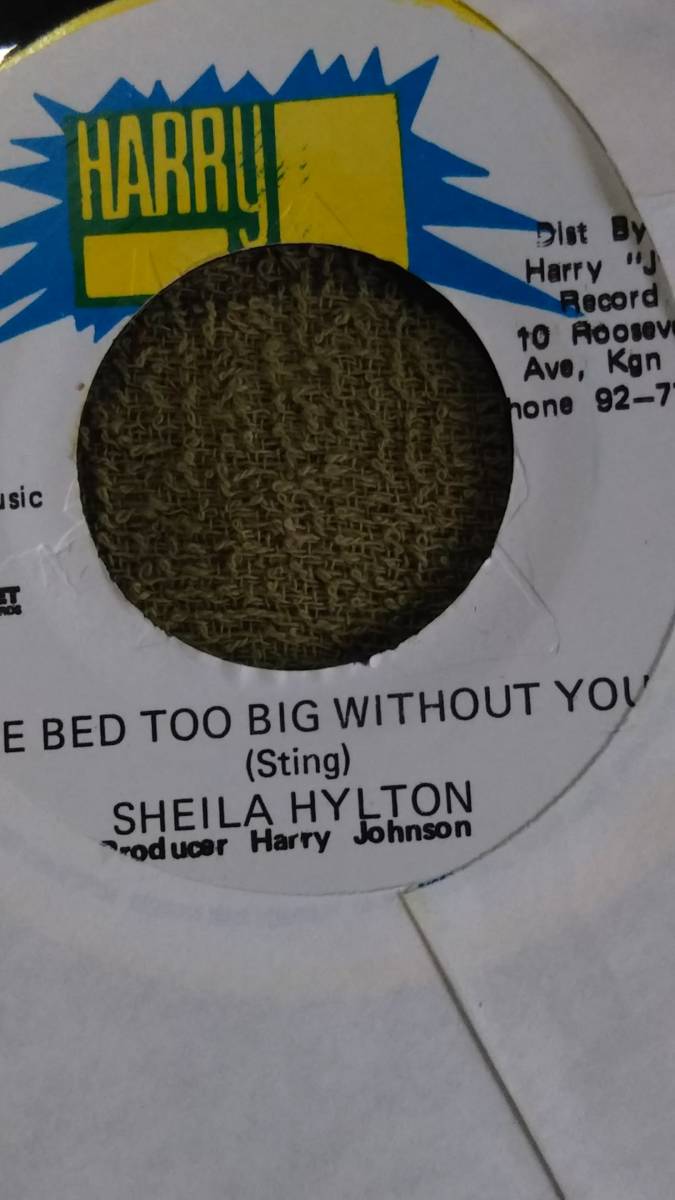 HARRY
Dist By
Harry "J
Record
10 Roosev
Ave, Kgn
hone 92-7
usic
ET
E BED TOO BIG WITHOUT YOU
(Sting)
SHEILA HYLTON
Producer Harry Johnson